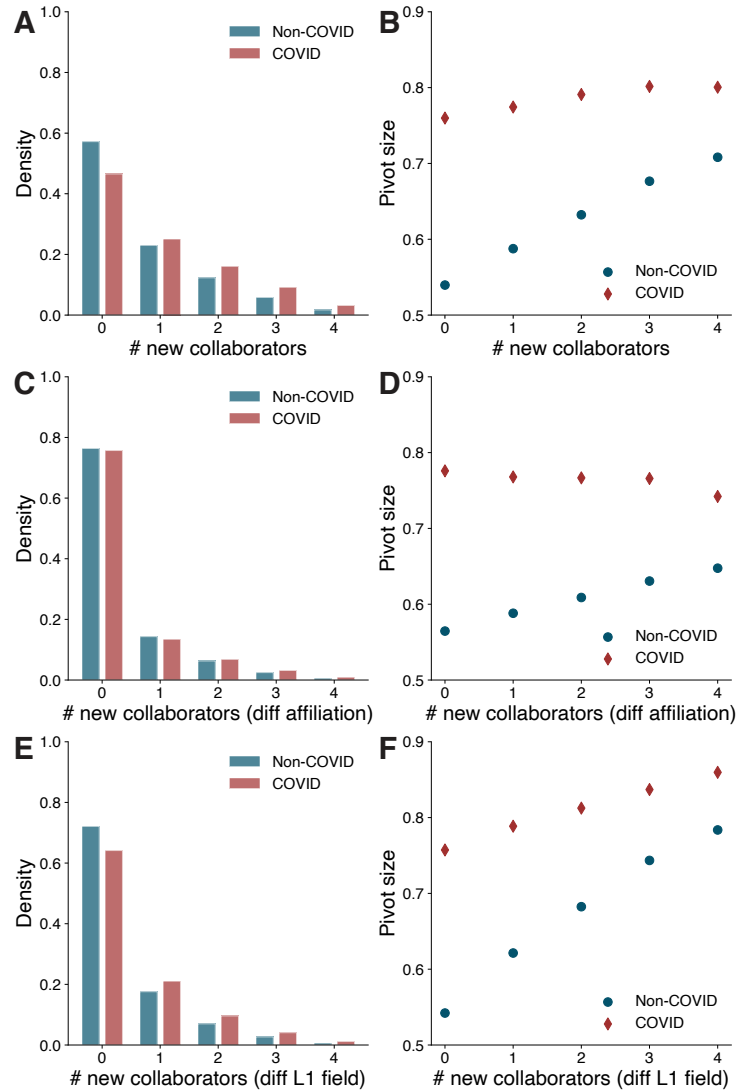 A
1.0
0.8
0.6
0.4
0.2
0.0
Density
Non-COVID
COVID
0 1 2 3 4
# new collaborators
B
0.9
0.8
0.7
0.6
0.5
Pivot size
Non-COVID
COVID
0 1 2 3 4
# new collaborators
C
1.0
0.8
0.6
0.4
0.2
0.0
Density
Non-COVID
COVID
0 1 2 3 4
# new collaborators (diff affiliation)
D
0.9
0.8
0.7
0.6
0.5
Pivot size
Non-COVID
COVID
0 1 2 3 4
# new collaborators (diff affiliation)
E
1.0
0.8
0.6
0.4
0.2
0.0
Density
Non-COVID
COVID
0 1 2 3 4
# new collaborators (diff L1 field)
F
0.9
0.8
0.7
0.6
0.5
Pivot size
Non-COVID
COVID
0 1 2 3 4
# new collaborators (diff L1 field)